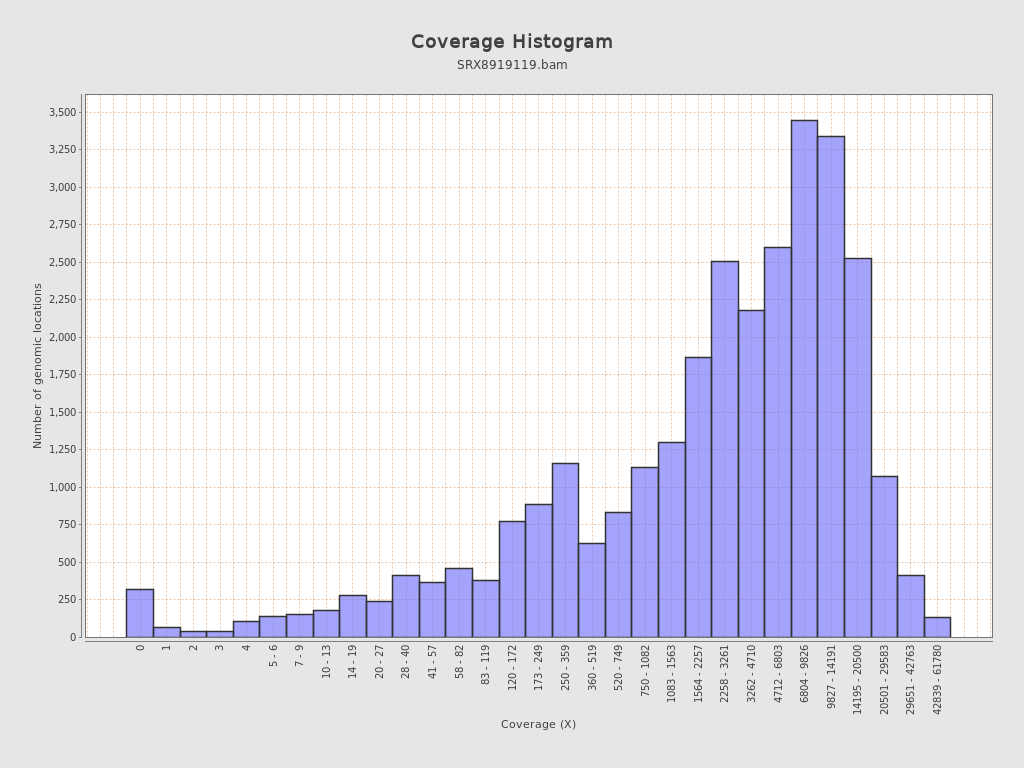 Coverage Histogram
SRX8919119.bam
3,500
3,250
3,000
2,750
2,500
2,250
2,000
1,750
1,500
1,250
1,000
750
500
250
0
Number of genomic locations
0
1
2
3
4
5 - 6
7 - 9
10 - 13
14 - 19
20 - 27
28 - 40
41 - 57
58 - 82
83 - 119
120 - 172
173 - 249
250 - 359
360 - 519
520 - 749
750 - 1082
1083 - 1563
1564 - 2257
2258 - 3261
3262 - 4710
4712 - 6803
6804 - 9826
9827 - 14191
14195 - 20500
20501 - 29583
29651 - 42763
42839 - 61780
Coverage (X)